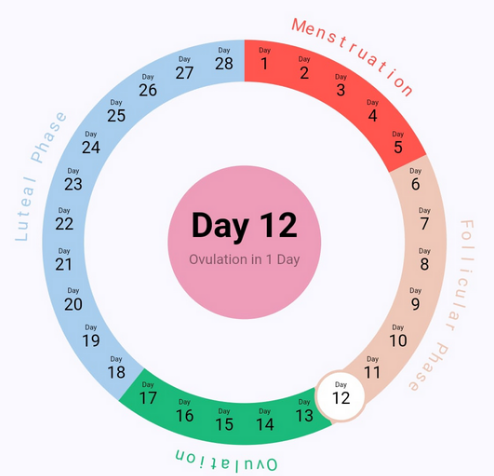 Menstruation
Day
1
Day
2
Day
3
Day
4
Day
5
Follicular Phase
Day
6
Day
7
Day
8
Day
9
Day
10
Day
11
Day
12
Ovulation
Day
13
Day
14
Day
15
Day
16
Day
17
Luteal Phase
Day
18
Day
19
Day
20
Day
21
Day
22
Day
23
Day
24
Day
25
Day
26
Day
27
Day
28
Day 12
Ovulation in 1 Day